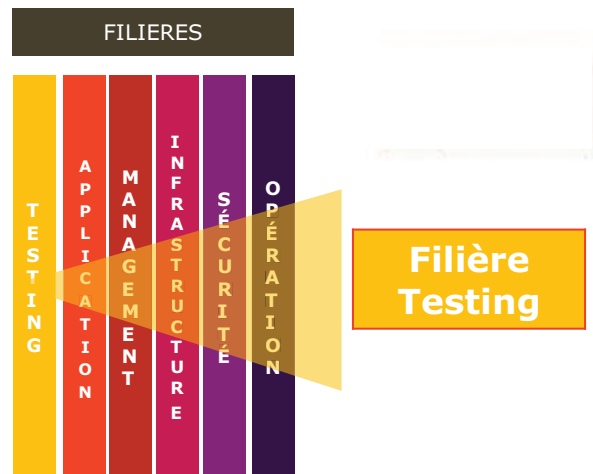 FILIERES
TESTING
APPLICATION
MANAGEMENT
INFRASTRUCTURE
SÉCURITÉ
OPÉRATION
Filière
Testing